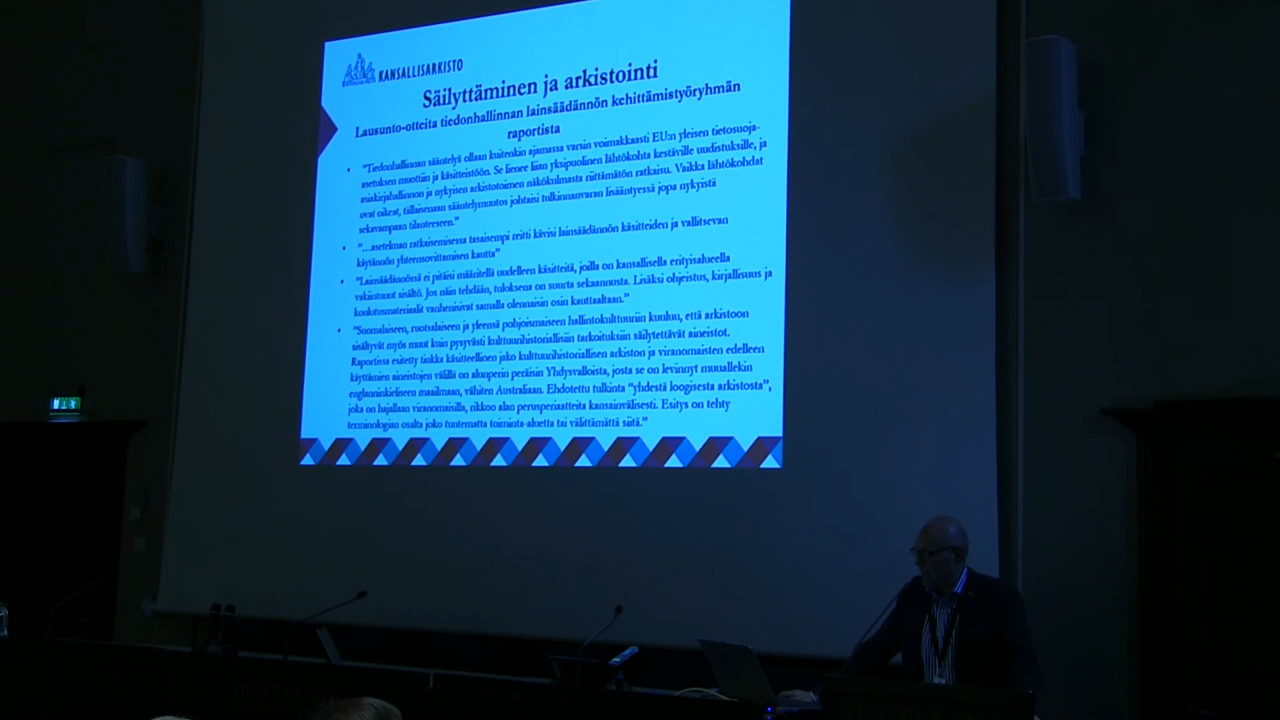 KANSALLISARKISTO
Säilyttäminen ja arkistointi
Lausunto-otteita tiedonhallinnan lainsäädännön kehittämistyöryhmän
raportista
• "Tiedonhallinnan sääntelyä ollaan kuitenkin ajamassa varsin voimakkaasti EU:n yleisen tietosuoja-
asetuksen muottiin ja käsitteistöön. Se lienee liian yksipuolinen lähtökohta kestäville uudistuksille, ja
asiakirjahallinnon ja nykyisen arkistotoimen näkökulmasta riittämätön ratkaisu. Vaikka lähtökohdat
ovat oikeat, tällaisenaan sääntelymuutos johtaisi tulkinnanvaran lisääntyessä jopa nykyistä
sekavampaan tilanteeseen."
• "…asetelman ratkaisemisessa tasaisempi reitti kävisi lainsäädännön käsitteiden ja vallitsevan
käytännön yhteensovittamisen kautta"
• "Lainsäädännössä ei pitäisi määritellä uudelleen käsitteitä, joilla on kansallisella erityisalueella
vakiintunut sisältö. Jos näin tehdään, tuloksena on suurta sekaannusta. Lisäksi ohjeistus, kirjallisuus ja
koulutusmateriaalit vanhenisivat samalla olennaisin osin kauttaaltaan."
• "Suomalaiseen, ruotsalaiseen ja yleensä pohjoismaiseen hallintokulttuuriin kuuluu, että arkistoon
sisältyvät myös muut kuin pysyvästi kulttuurihistoriallisiin tarkoituksiin säilytettävät aineistot.
Raportissa esitetty tiukka käsitteellinen jako kulttuurihistoriallisen arkiston ja viranomaisten edelleen
käyttämien aineistojen välillä on alunperin peräisin Yhdysvalloista, josta se on levinnyt muuallekin
englanninkieliseen maailmaan, vähiten Australiaan. Ehdotettu tulkinta "yhdestä loogisesta arkistosta",
joka on hajallaan viranomaisilla, rikkoo alan perusperiaatteita kansainvälisesti. Esitys on tehty
terminologian osalta joko tuntematta toiminta-aluetta tai välittämättä siitä."